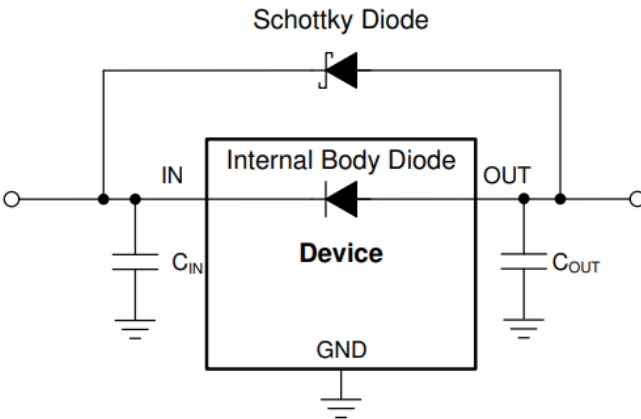 Schottky Diode
Internal Body Diode
IN
OUT
Device
CIN
COUT
GND